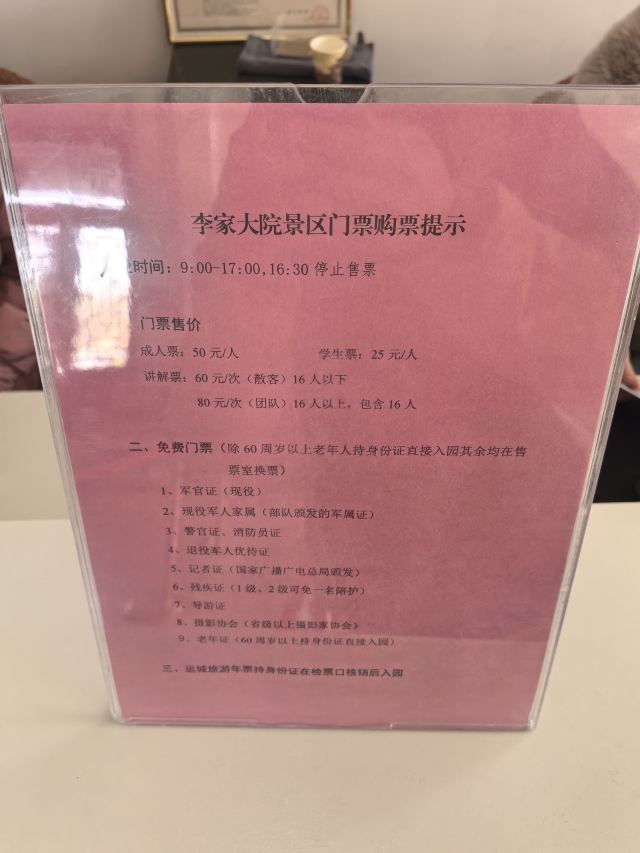 李家大院景区门票购票提示
时间：9:00-17:00,16:30 停止售票
门票售价
成人票：50 元/人 学生票：25 元/人
讲解票：60 元/次（散客）16 人以下
80 元/次（团队）16 人以上，包含 16 人
二、免费门票（除 60 周岁以上老年人持身份证直接入园其余均在售
票室换票）
1、军官证（现役）
2、现役军人家属（部队颁发的军属证）
3、警官证、消防员证
4、退役军人优待证
5、记者证（国家广播广电总局颁发）
6、残疾证（1 级、2 级可免一名陪护）
7、导游证
8、摄影协会（省级以上摄影家协会）
9、老年证（60 周岁以上持身份证直接入园）
三、运城旅游年票持身份证在检票口核销后入园